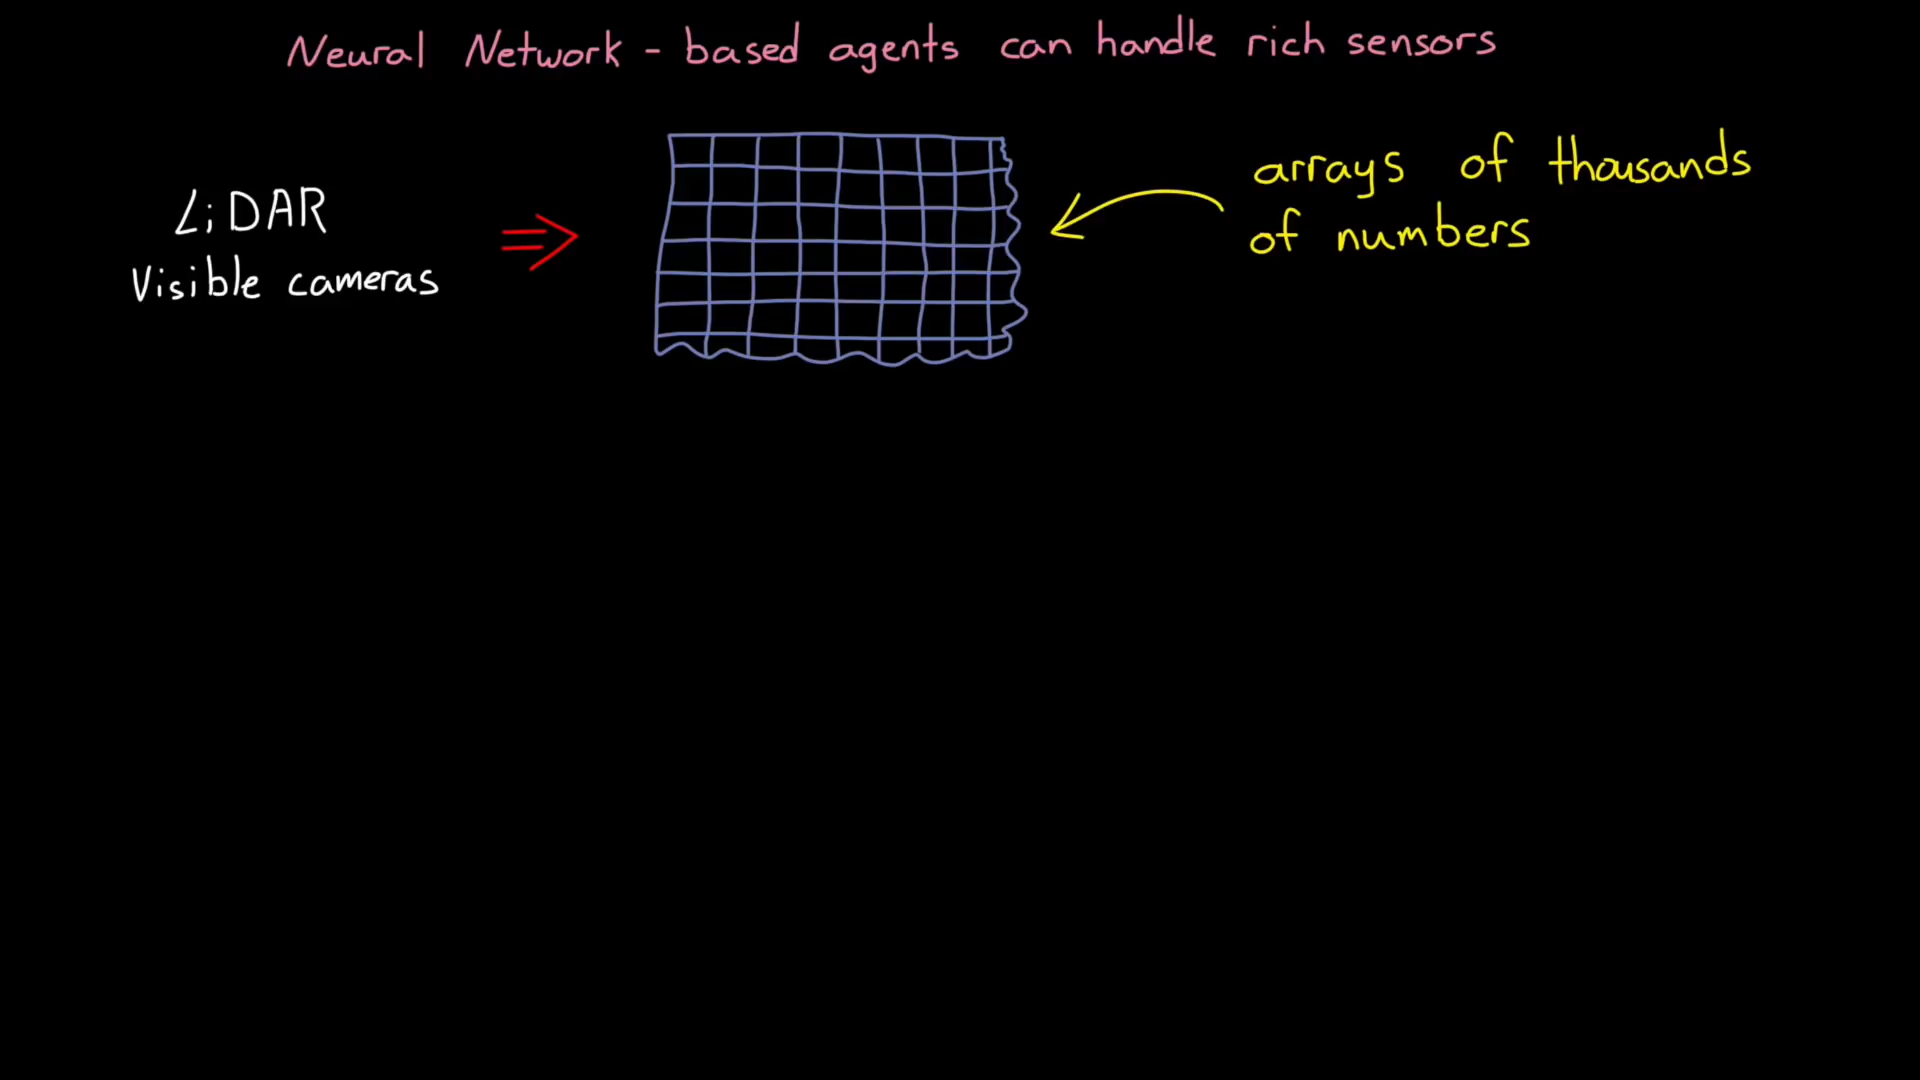 Neural Network - based agents can handle rich sensors
LiDAR
Visible cameras
arrays of thousands
of numbers